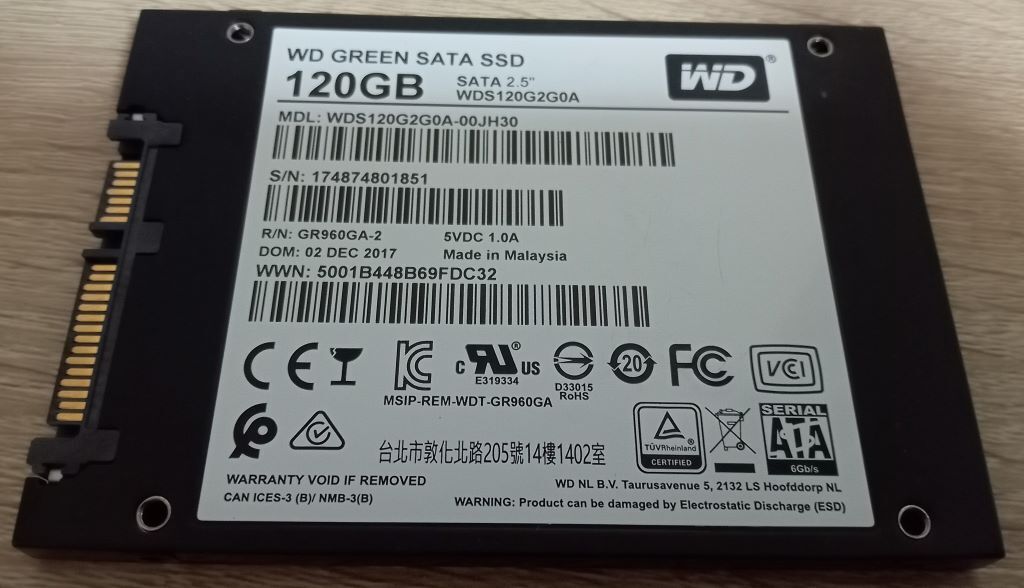 WD GREEN SATA SSD
120GB
SATA 2.5"
WDS120G2G0A
WD®
MDL: WDS120G2G0A-00JH30
S/N: 174874801851
R/N: GR960GA-2 5VDC 1.0A
DOM: 02 DEC 2017 Made in Malaysia
WWN: 5001B448B69FDC32
CE
c RU® US
E319334
D33015
RoHS
20
FC
VCCI
MSIP-REM-WDT-GR960GA
台北市敦化北路205號14樓1402室
TÜVRheinland®
CERTIFIED
SERIAL
ATA
6Gb/s
WARRANTY VOID IF REMOVED
WD NL B.V. Taurusavenue 5, 2132 LS Hoofddorp NL
CAN ICES-3 (B)/ NMB-3(B)
WARNING: Product can be damaged by Electrostatic Discharge (ESD)